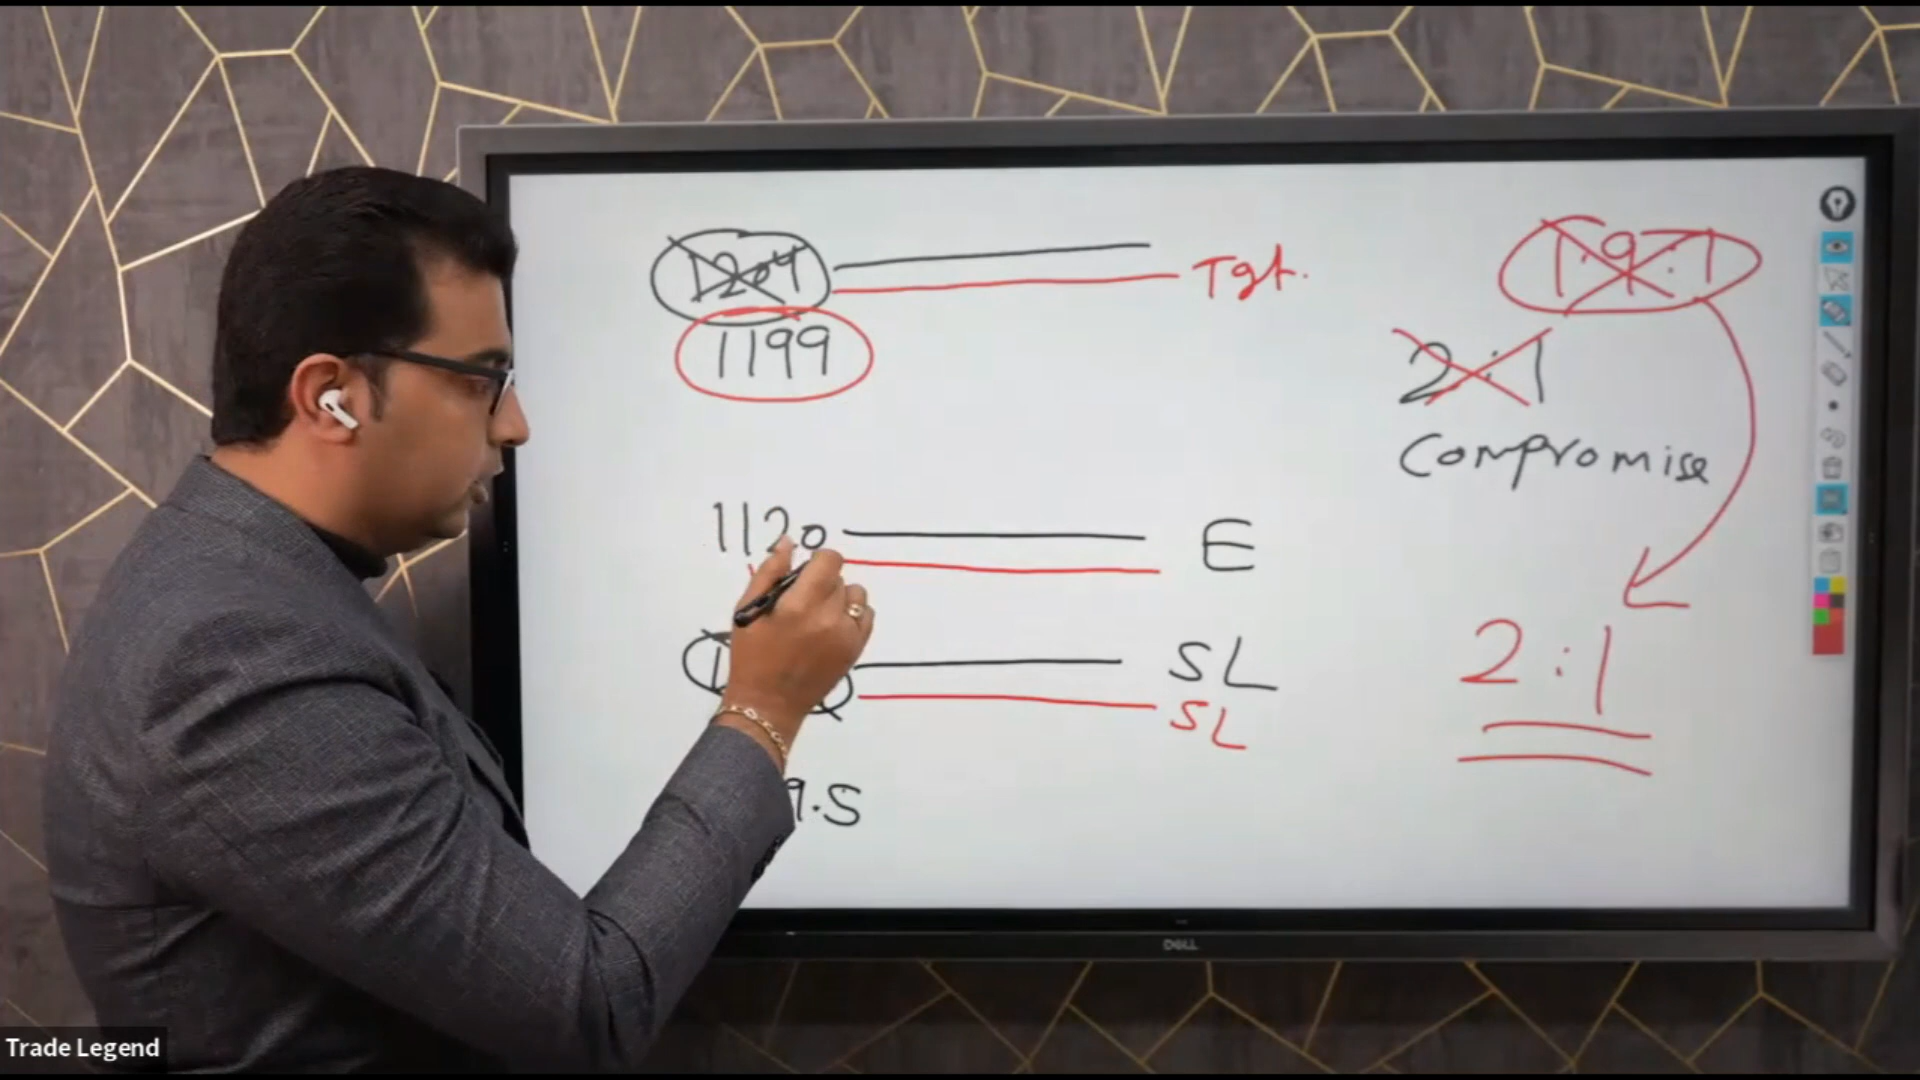 1204
Tgt.
1199
1.9:1
2:1
Compromise
1120
E
SL
SL
9.5
2:1
DELL
Trade Legend